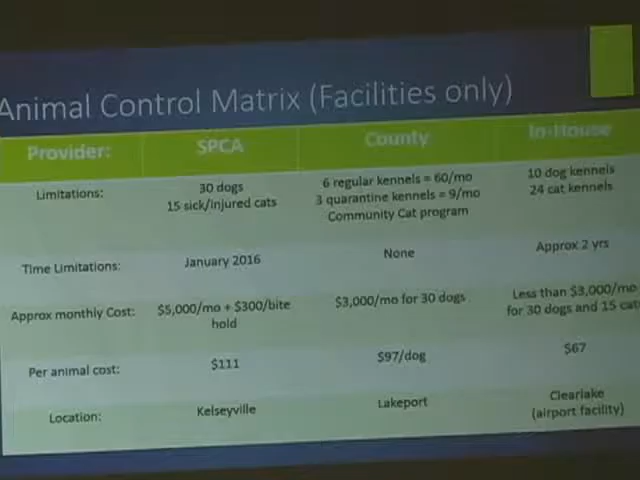 Animal Control Matrix (Facilities only)
Provider: SPCA County In-House
Limitations: 30 dogs 6 regular kennels = 60/mo 10 dog kennels
15 sick/injured cats 3 quarantine kennels = 9/mo 24 cat kennels
Community Cat program
Time Limitations: January 2016 None Approx 2 yrs
Approx monthly Cost: $5,000/mo + $300/bite $3,000/mo for 30 dogs Less than $3,000/mo
hold for 30 dogs and 15 cat
Per animal cost: $111 $97/dog $67
Location: Kelseyville Lakeport Clearlake
(airport facility)